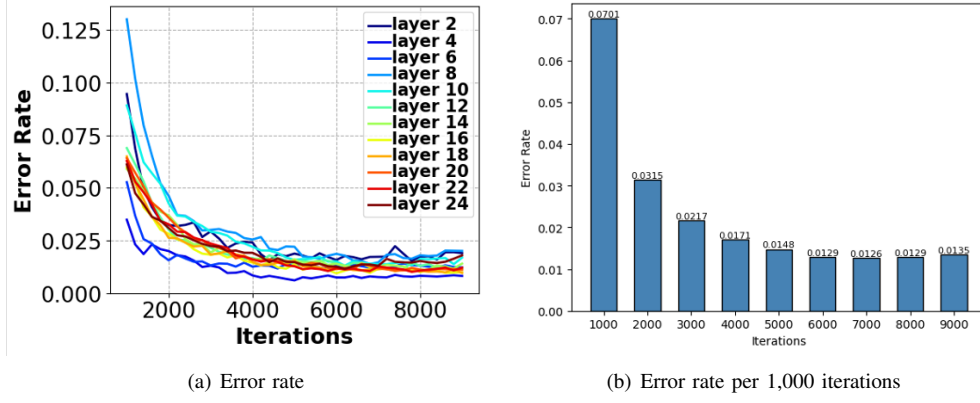 0.125
0.100
0.075
0.050
0.025
0.000
Error Rate
2000 4000 6000 8000
Iterations
layer 2
layer 4
layer 6
layer 8
layer 10
layer 12
layer 14
layer 16
layer 18
layer 20
layer 22
layer 24
(a) Error rate
0.07
0.06
0.05
0.04
0.03
0.02
0.01
0.00
Error Rate
0.0701
0.0315
0.0217
0.0171
0.0148
0.0129
0.0126
0.0129
0.0135
1000 2000 3000 4000 5000 6000 7000 8000 9000
Iterations
(b) Error rate per 1,000 iterations